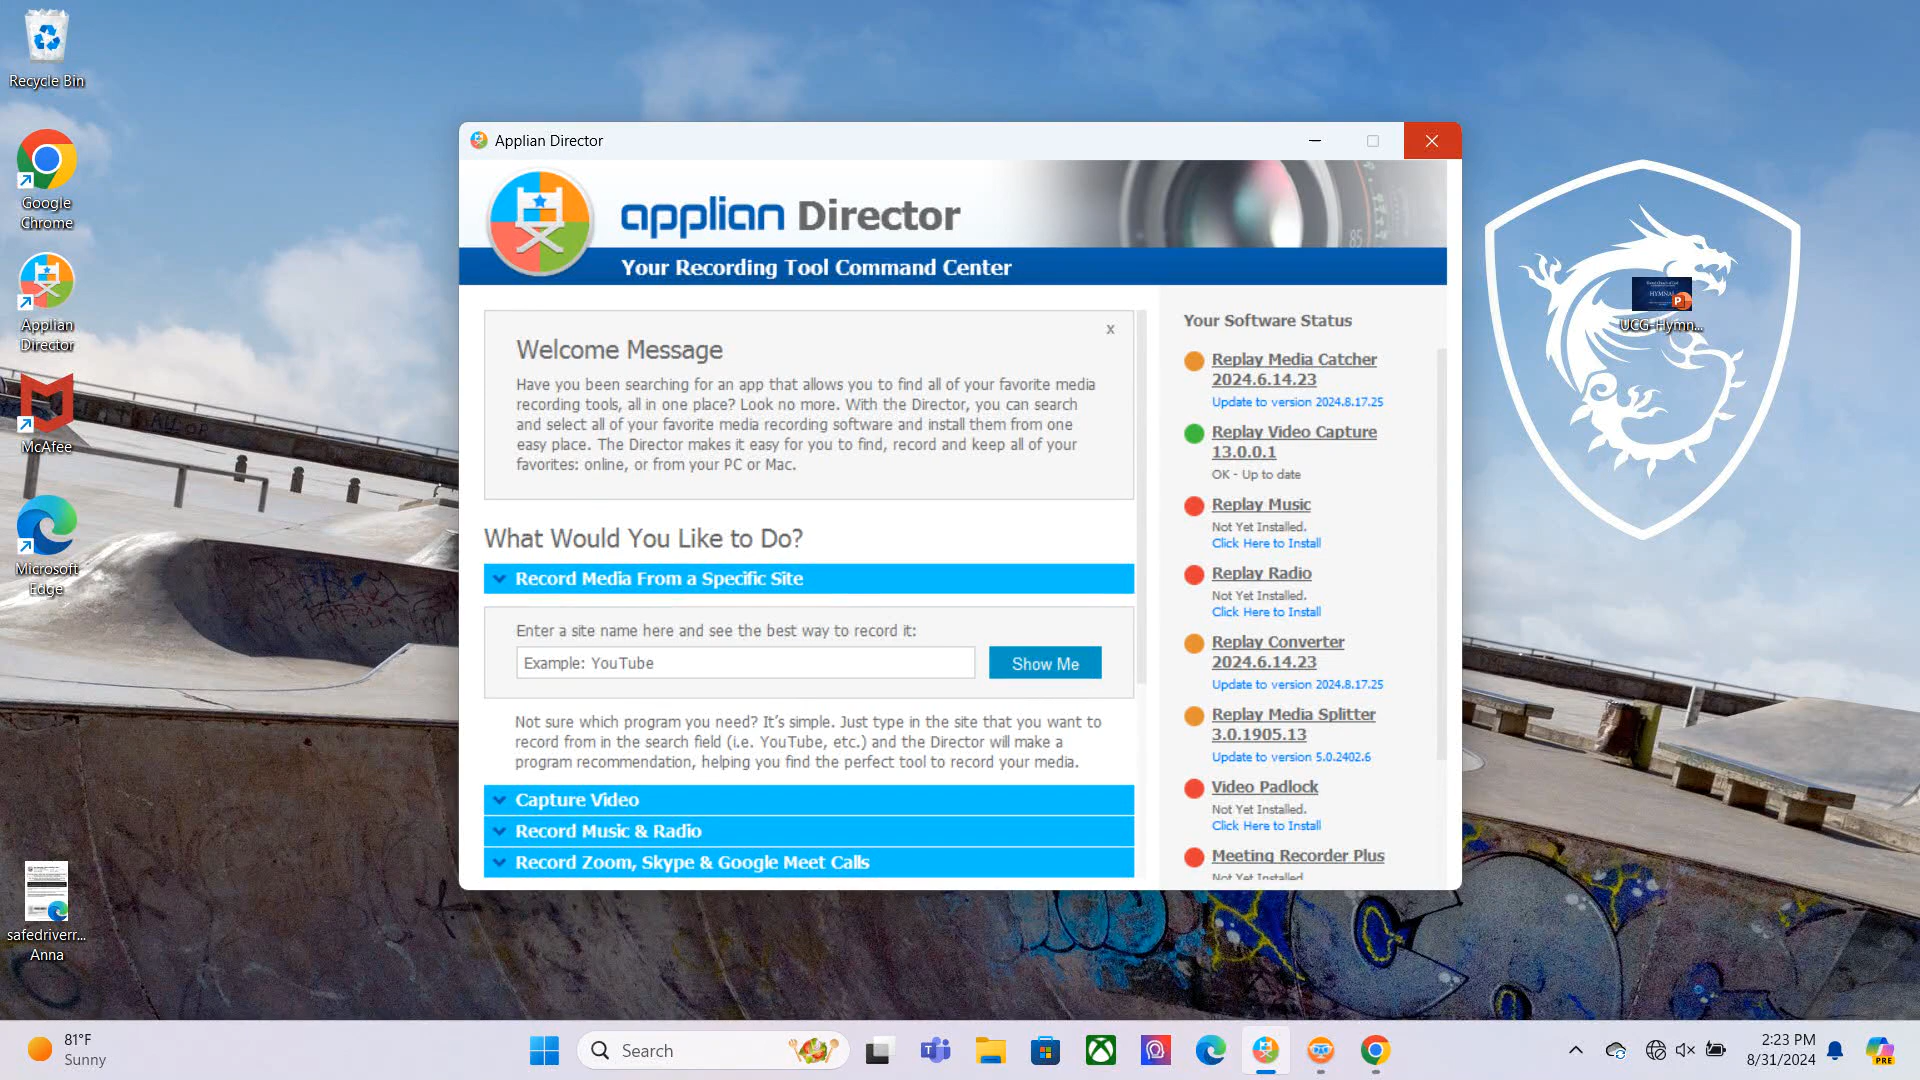 Recycle Bin
Google
Chrome
Applian
Director
McAfee
Microsoft
Edge
safedriverr...
Anna
Applian Director
applian Director
85
Your Recording Tool Command Center
x
Welcome Message
Have you been searching for an app that allows you to find all of your favorite media
recording tools, all in one place? Look no more. With the Director, you can search
and select all of your favorite media recording software and install them from one
easy place. The Director makes it easy for you to find, record and keep all of your
favorites: online, or from your PC or Mac.
What Would You Like to Do?
Record Media From a Specific Site
Enter a site name here and see the best way to record it:
Example: YouTube
Show Me
Not sure which program you need? It's simple. Just type in the site that you want to
record from in the search field (i.e. YouTube, etc.) and the Director will make a
program recommendation, helping you find the perfect tool to record your media.
Capture Video
Record Music & Radio
Record Zoom, Skype & Google Meet Calls
Your Software Status
Replay Media Catcher
2024.6.14.23
Update to version 2024.8.17.25
Replay Video Capture
13.0.0.1
OK - Up to date
Replay Music
Not Yet Installed.
Click Here to Install
Replay Radio
Not Yet Installed.
Click Here to Install
Replay Converter
2024.6.14.23
Update to version 2024.8.17.25
Replay Media Splitter
3.0.1905.13
Update to version 5.0.2402.6
Video Padlock
Not Yet Installed.
Click Here to Install
Meeting Recorder Plus
Not Yet Installed
HYMNAL
P
UCG-Hymn...
81°F
Sunny
Search
PRE
2:23 PM
8/31/2024